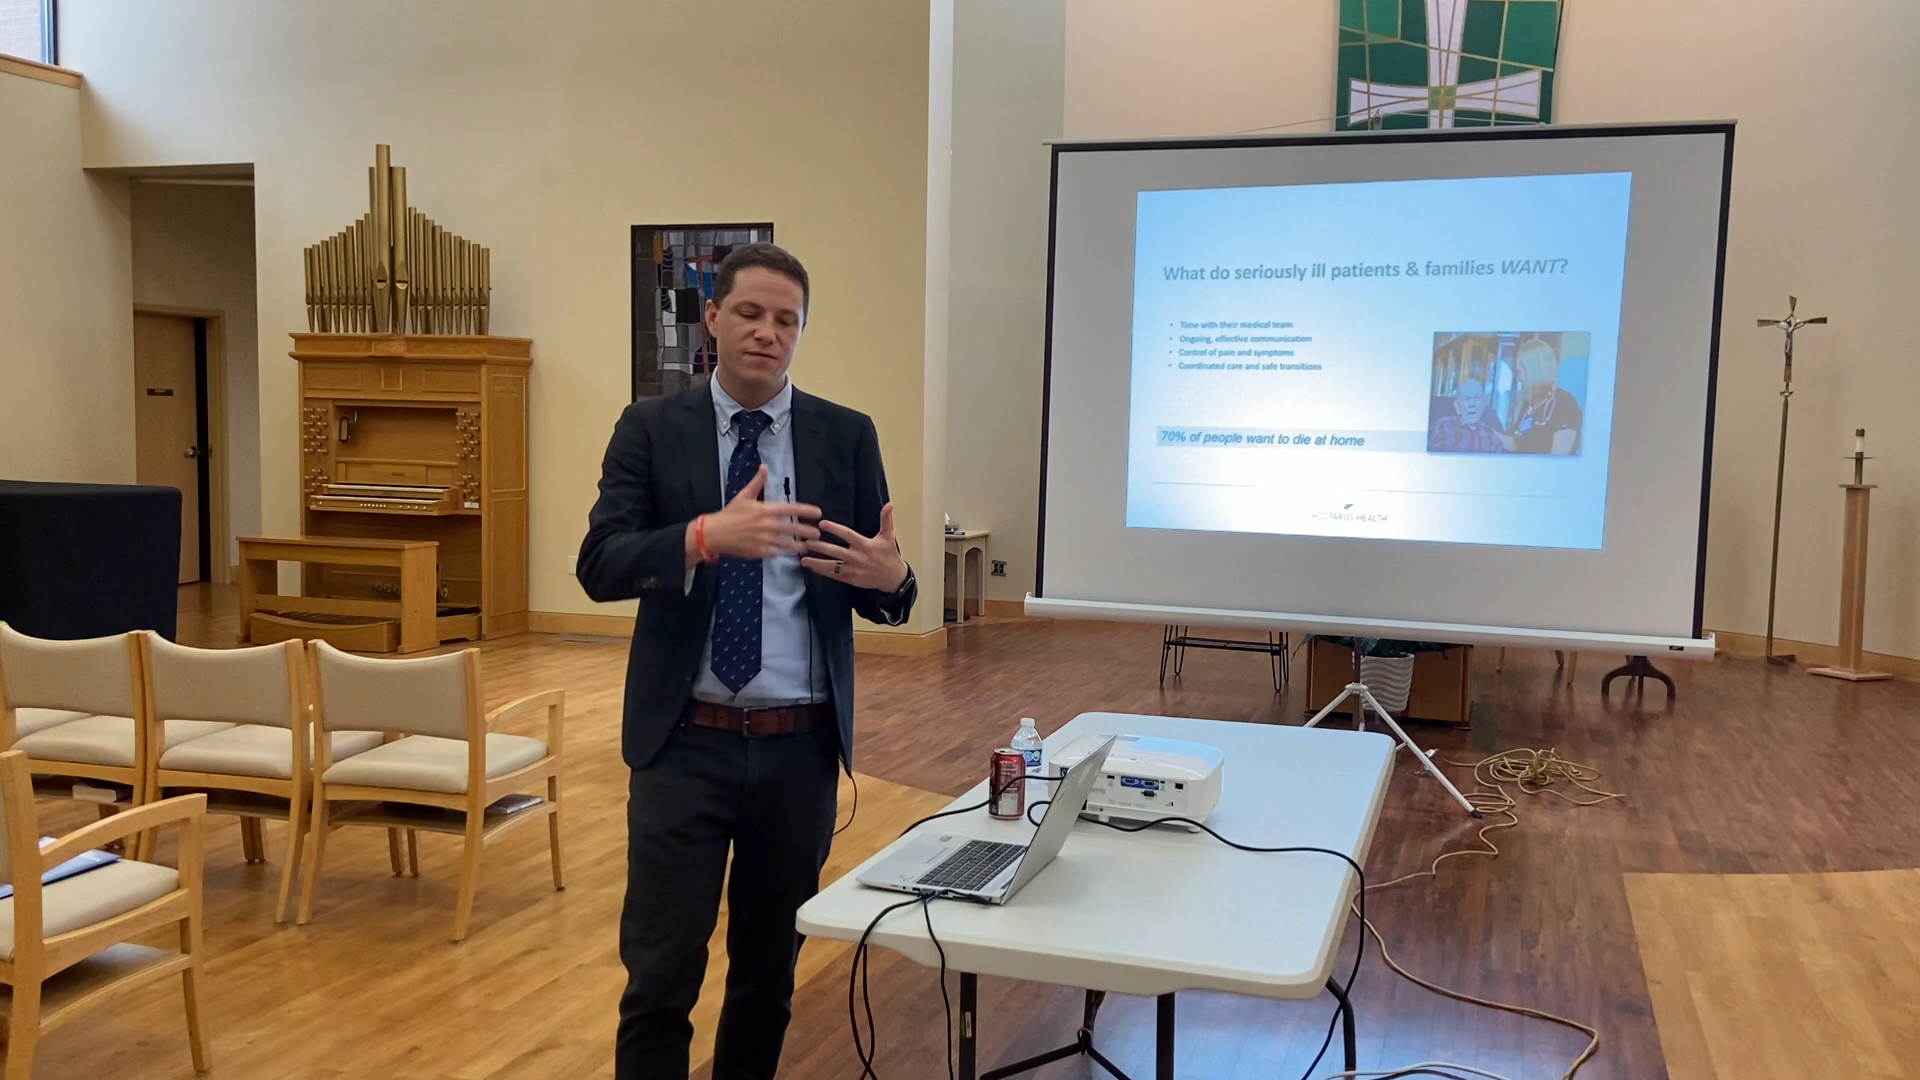 What do seriously ill patients & families WANT?
• Time with their medical team
• Ongoing, effective communication
• Control of pain and symptoms
• Coordinated care and safe transitions
70% of people want to die at home
HOSPARUS HEALTH